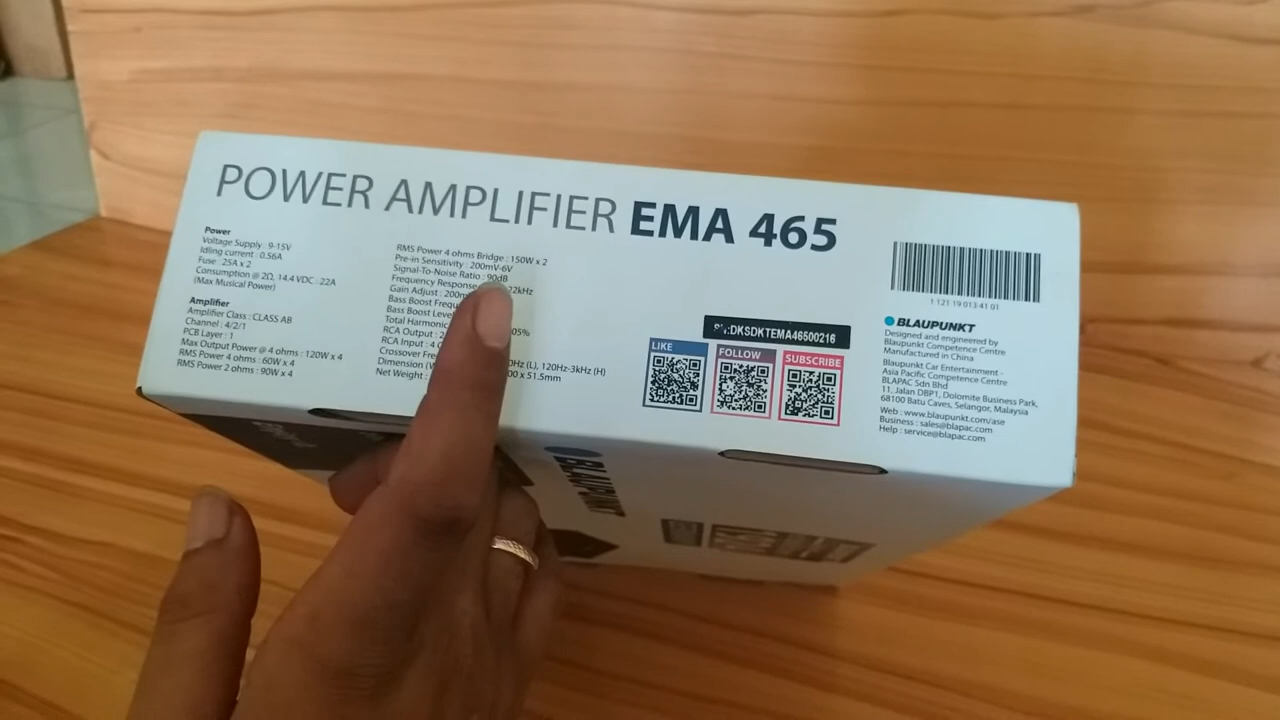 POWER AMPLIFIER EMA 465
Power
Voltage Supply : 9-15V
Idling current : 0.56A
Fuse : 25A x 2
Consumption @ 2Ω, 14.4 VDC : 22A
(Max Musical Power)
Amplifier
Amplifier Class : CLASS AB
Channel : 4/2/1
PCB Layer : 1
Max Output Power @ 4 ohms : 120W x 4
RMS Power 4 ohms : 60W x 4
RMS Power 2 ohms : 90W x 4
RMS Power 4 ohms Bridge : 150W x 2
Pre-in Sensitivity : 200mV-6V
Signal-To-Noise Ratio : 90dB
Frequency Response 22kHz
Gain Adjust : 200m
Bass Boost Frequ
Bass Boost Leve
Total Harmonic 05%
RCA Output : 2
RCA Input : 4
Crossover Fre Hz (L), 120Hz-3kHz (H)
Dimension (W 00 x 51.5mm
Net Weight :
:DKSDKTEMA46500216
LIKE
FOLLOW
SUBSCRIBE
1 121 19 013 41 01
BLAUPUNKT
Designed and engineered by
Blaupunkt Competence Centre
Manufactured in China
Blaupunkt Car Entertainment -
Asia Pacific Competence Centre
BLAPAC Sdn Bhd
11, Jalan DBP1, Dolomite Business Park,
68100 Batu Caves, Selangor, Malaysia
Web : www.blaupunkt.com/ase
Business : sales@blapac.com
Help : service@blapac.com
BLAUPUNKT